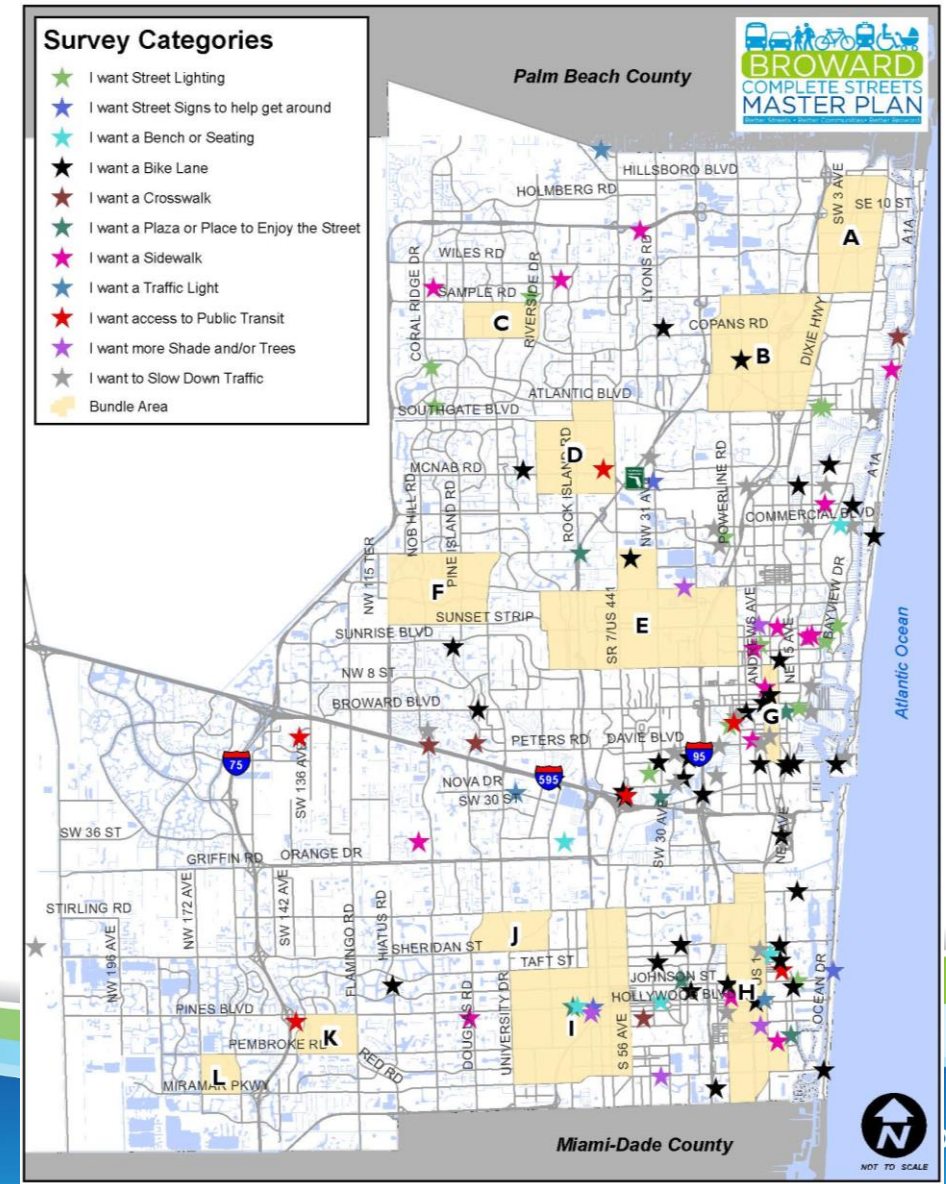 Survey Categories
I want Street Lighting
I want Street Signs to help get around
I want a Bench or Seating
I want a Bike Lane
I want a Crosswalk
I want a Plaza or Place to Enjoy the Street
I want a Sidewalk
I want a Traffic Light
I want access to Public Transit
I want more Shade and/or Trees
I want to Slow Down Traffic
Bundle Area
Palm Beach County
BROWARD
COMPLETE STREETS
MASTER PLAN
Better Streets • Better Communities • Better Broward
HILLSBORO BLVD
HOLMBERG RD
SW 3 AVE
SE 10 ST
A1A
A
WILES RD
LYONS RD
CORAL RIDGE DR
RIVERSIDE DR
SAMPLE RD
C
COPANS RD
DIXIE HWY
B
ATLANTIC BLVD
SOUTHGATE BLVD
D
ROCK ISLAND RD
MCNAB RD
NOB HILL RD
PINE ISLAND RD
NW 31 AVE
POWERLINE RD
A1A
COMMERCIAL BLVD
NW 115 TER
F
BAYVIEW DR
SUNSET STRIP
SR 7/US 441
E
SUNRISE BLVD
ANDREWS AVE
NE 15 AVE
NW 8 ST
BROWARD BLVD
G
Atlantic Ocean
PETERS RD
DAVIE BLVD
75
595
95
SW 136 AVE
NOVA DR
SW 30 ST
SW 30 AVE
SW 36 ST
GRIFFIN RD
ORANGE DR
STIRLING RD
NW 196 AVE
NW 172 AVE
SW 142 AVE
FLAMINGO RD
HIATUS RD
J
SHERIDAN ST
TAFT ST
US 1
JOHNSON ST
HOLLYWOOD BLVD
H
OCEAN DR
PINES BLVD
DOUGLAS RD
UNIVERSITY DR
I
S 56 AVE
K
PEMBROKE RD
L
RED RD
MIRAMAR PKWY
Miami-Dade County
N
NOT TO SCALE